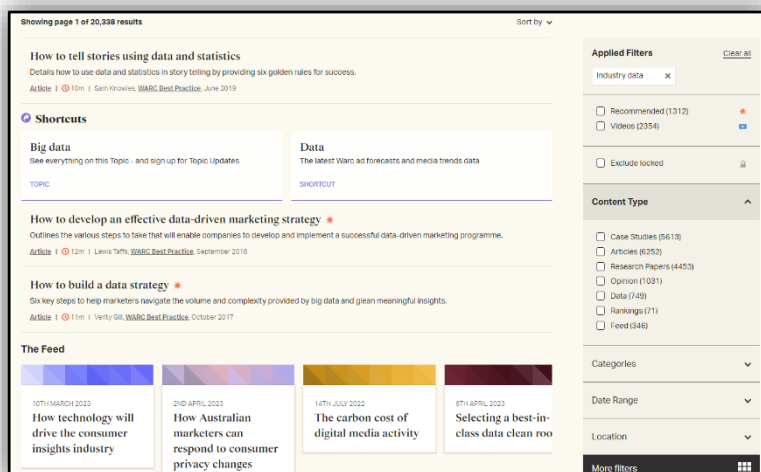 Showing page 1 of 20,338 results
Sort by
How to tell stories using data and statistics
Details how to use data and statistics in story telling by providing six golden rules for success.
Article | 10m | Sam Knowles, WARC Best Practice, June 2019
Shortcuts
Big data
See everything on this Topic - and sign up for Topic Updates
TOPIC
Data
The latest Warc ad forecasts and media trends data
SHORTCUT
How to develop an effective data-driven marketing strategy
Outlines the various steps to take that will enable companies to develop and implement a successful data-driven marketing programme.
Article | 12m | Lewis Taffs, WARC Best Practice, September 2018
How to build a data strategy
Six key steps to help marketers navigate the volume and complexity provided by big data and glean meaningful insights.
Article | 11m | Verity Gill, WARC Best Practice, October 2017
The Feed
10TH MARCH 2023
How technology will
drive the consumer
insights industry
2ND APRIL 2023
How Australian
marketers can
respond to consumer
privacy changes
14TH JULY 2022
The carbon cost of
digital media activity
6TH APRIL 2023
Selecting a best-in-
class data clean roo
Applied Filters
Clear all
Industry data
Recommended (1312)
Videos (2354)
Exclude locked
Content Type
Case Studies (5613)
Articles (6252)
Research Papers (4453)
Opinion (1031)
Data (749)
Rankings (71)
Feed (346)
Categories
Date Range
Location
More filters